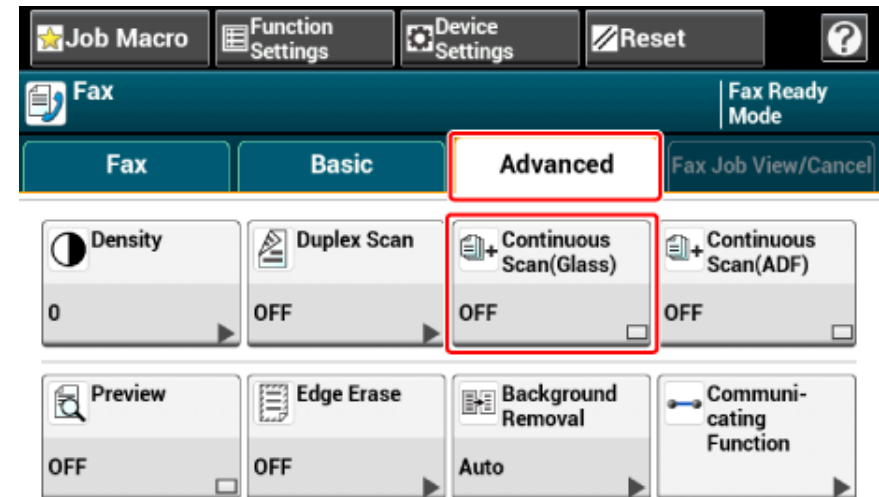 Job Macro
Function
Settings
Device
Settings
Reset
?
Fax
Fax Ready
Mode
Fax
Basic
Advanced
Fax Job View/Cancel
Density
0
Duplex Scan
OFF
Continuous
Scan(Glass)
OFF
Continuous
Scan(ADF)
OFF
Preview
OFF
Edge Erase
OFF
Background
Removal
Auto
Communi-
cating
Function